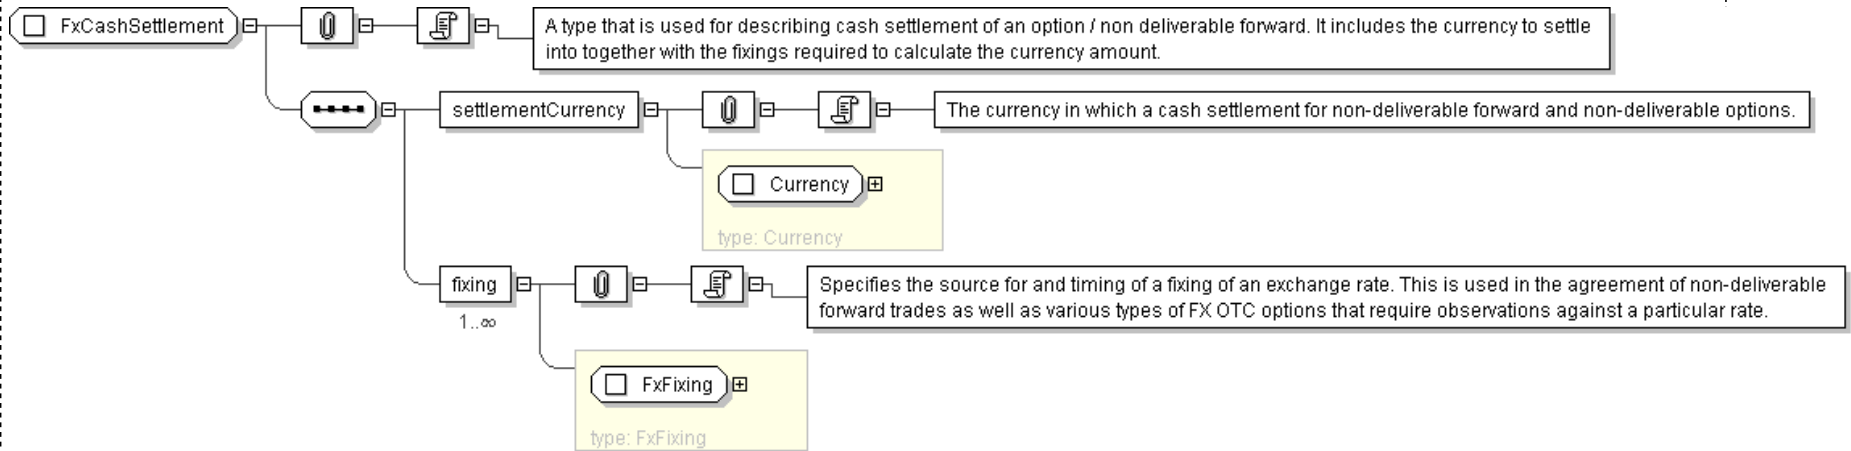 FxCashSettlement
A type that is used for describing cash settlement of an option / non deliverable forward. It includes the currency to settle
into together with the fixings required to calculate the currency amount.
settlementCurrency
The currency in which a cash settlement for non-deliverable forward and non-deliverable options.
Currency
type: Currency
fixing
1..∞
Specifies the source for and timing of a fixing of an exchange rate. This is used in the agreement of non-deliverable
forward trades as well as various types of FX OTC options that require observations against a particular rate.
FxFixing
type: FxFixing